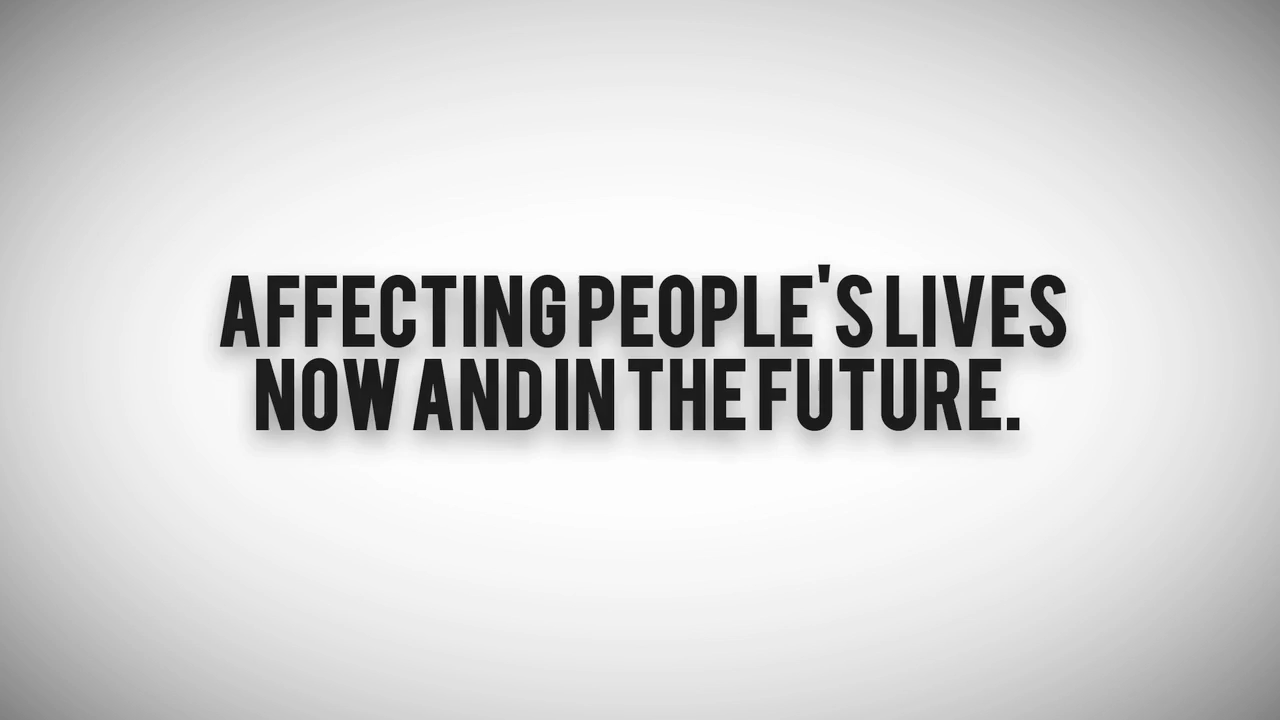 AFFECTING PEOPLE'S LIVES
NOW AND IN THE FUTURE.